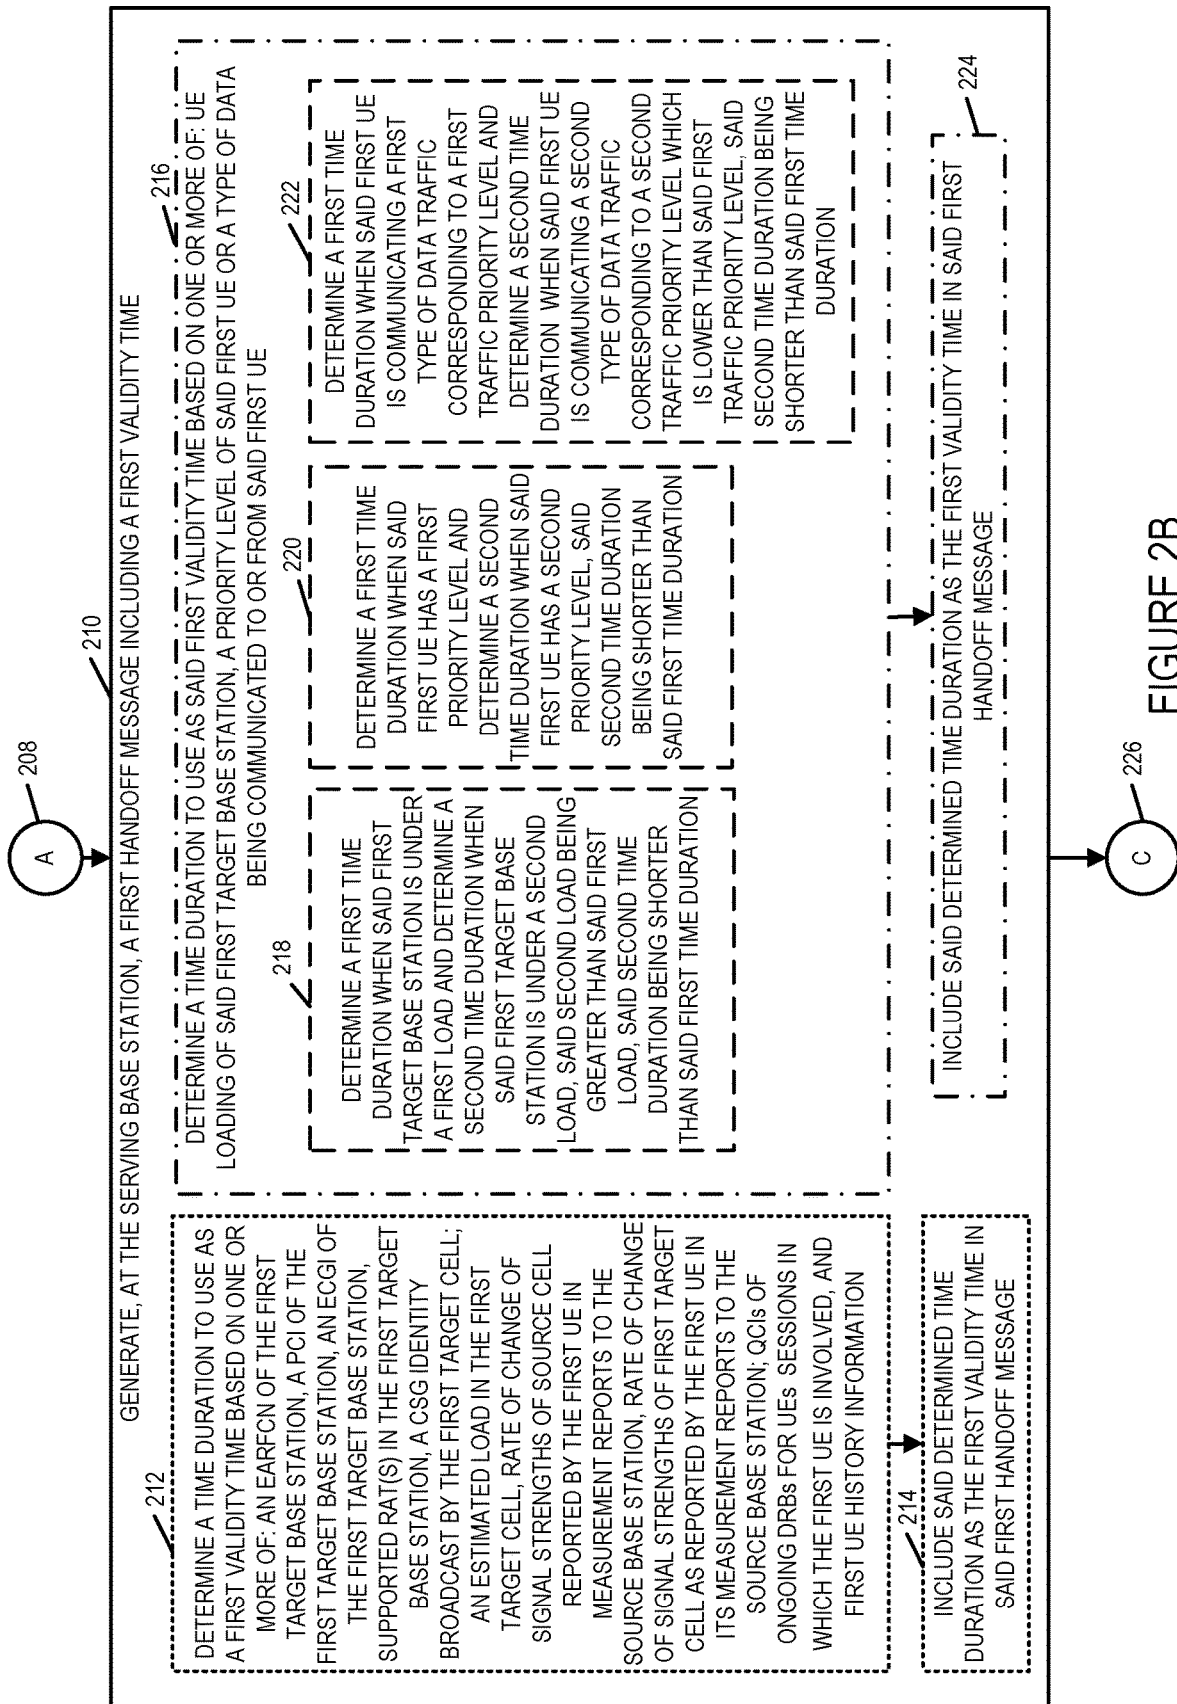 A
208
210
GENERATE, AT THE SERVING BASE STATION, A FIRST HANDOFF MESSAGE INCLUDING A FIRST VALIDITY TIME
212
DETERMINE A TIME DURATION TO USE AS
A FIRST VALIDITY TIME BASED ON ONE OR
MORE OF: AN EARFCN OF THE FIRST
TARGET BASE STATION, A PCI OF THE
FIRST TARGET BASE STATION, AN ECGI OF
THE FIRST TARGET BASE STATION,
SUPPORTED RAT(S) IN THE FIRST TARGET
BASE STATION, A CSG IDENTITY
BROADCAST BY THE FIRST TARGET CELL;
AN ESTIMATED LOAD IN THE FIRST
TARGET CELL, RATE OF CHANGE OF
SIGNAL STRENGTHS OF SOURCE CELL
REPORTED BY THE FIRST UE IN
MEASUREMENT REPORTS TO THE
SOURCE BASE STATION, RATE OF CHANGE
OF SIGNAL STRENGTHS OF FIRST TARGET
CELL AS REPORTED BY THE FIRST UE IN
ITS MEASUREMENT REPORTS TO THE
SOURCE BASE STATION; QCIs OF
ONGOING DRBs FOR UEs SESSIONS IN
WHICH THE FIRST UE IS INVOLVED, AND
FIRST UE HISTORY INFORMATION
214
INCLUDE SAID DETERMINED TIME
DURATION AS THE FIRST VALIDITY TIME IN
SAID FIRST HANDOFF MESSAGE
216
DETERMINE A TIME DURATION TO USE AS SAID FIRST VALIDITY TIME BASED ON ONE OR MORE OF: UE
LOADING OF SAID FIRST TARGET BASE STATION, A PRIORITY LEVEL OF SAID FIRST UE OR A TYPE OF DATA
BEING COMMUNICATED TO OR FROM SAID FIRST UE
218
DETERMINE A FIRST TIME
DURATION WHEN SAID FIRST
TARGET BASE STATION IS UNDER
A FIRST LOAD AND DETERMINE A
SECOND TIME DURATION WHEN
SAID FIRST TARGET BASE
STATION IS UNDER A SECOND
LOAD, SAID SECOND LOAD BEING
GREATER THAN SAID FIRST
LOAD, SAID SECOND TIME
DURATION BEING SHORTER
THAN SAID FIRST TIME DURATION
220
DETERMINE A FIRST TIME
DURATION WHEN SAID
FIRST UE HAS A FIRST
PRIORITY LEVEL AND
DETERMINE A SECOND
TIME DURATION WHEN SAID
FIRST UE HAS A SECOND
PRIORITY LEVEL, SAID
SECOND TIME DURATION
BEING SHORTER THAN
SAID FIRST TIME DURATION
222
DETERMINE A FIRST TIME
DURATION WHEN SAID FIRST UE
IS COMMUNICATING A FIRST
TYPE OF DATA TRAFFIC
CORRESPONDING TO A FIRST
TRAFFIC PRIORITY LEVEL AND
DETERMINE A SECOND TIME
DURATION WHEN SAID FIRST UE
IS COMMUNICATING A SECOND
TYPE OF DATA TRAFFIC
CORRESPONDING TO A SECOND
TRAFFIC PRIORITY LEVEL WHICH
IS LOWER THAN SAID FIRST
TRAFFIC PRIORITY LEVEL, SAID
SECOND TIME DURATION BEING
SHORTER THAN SAID FIRST TIME
DURATION
224
INCLUDE SAID DETERMINED TIME DURATION AS THE FIRST VALIDITY TIME IN SAID FIRST
HANDOFF MESSAGE
C
226
FIGURE 2B